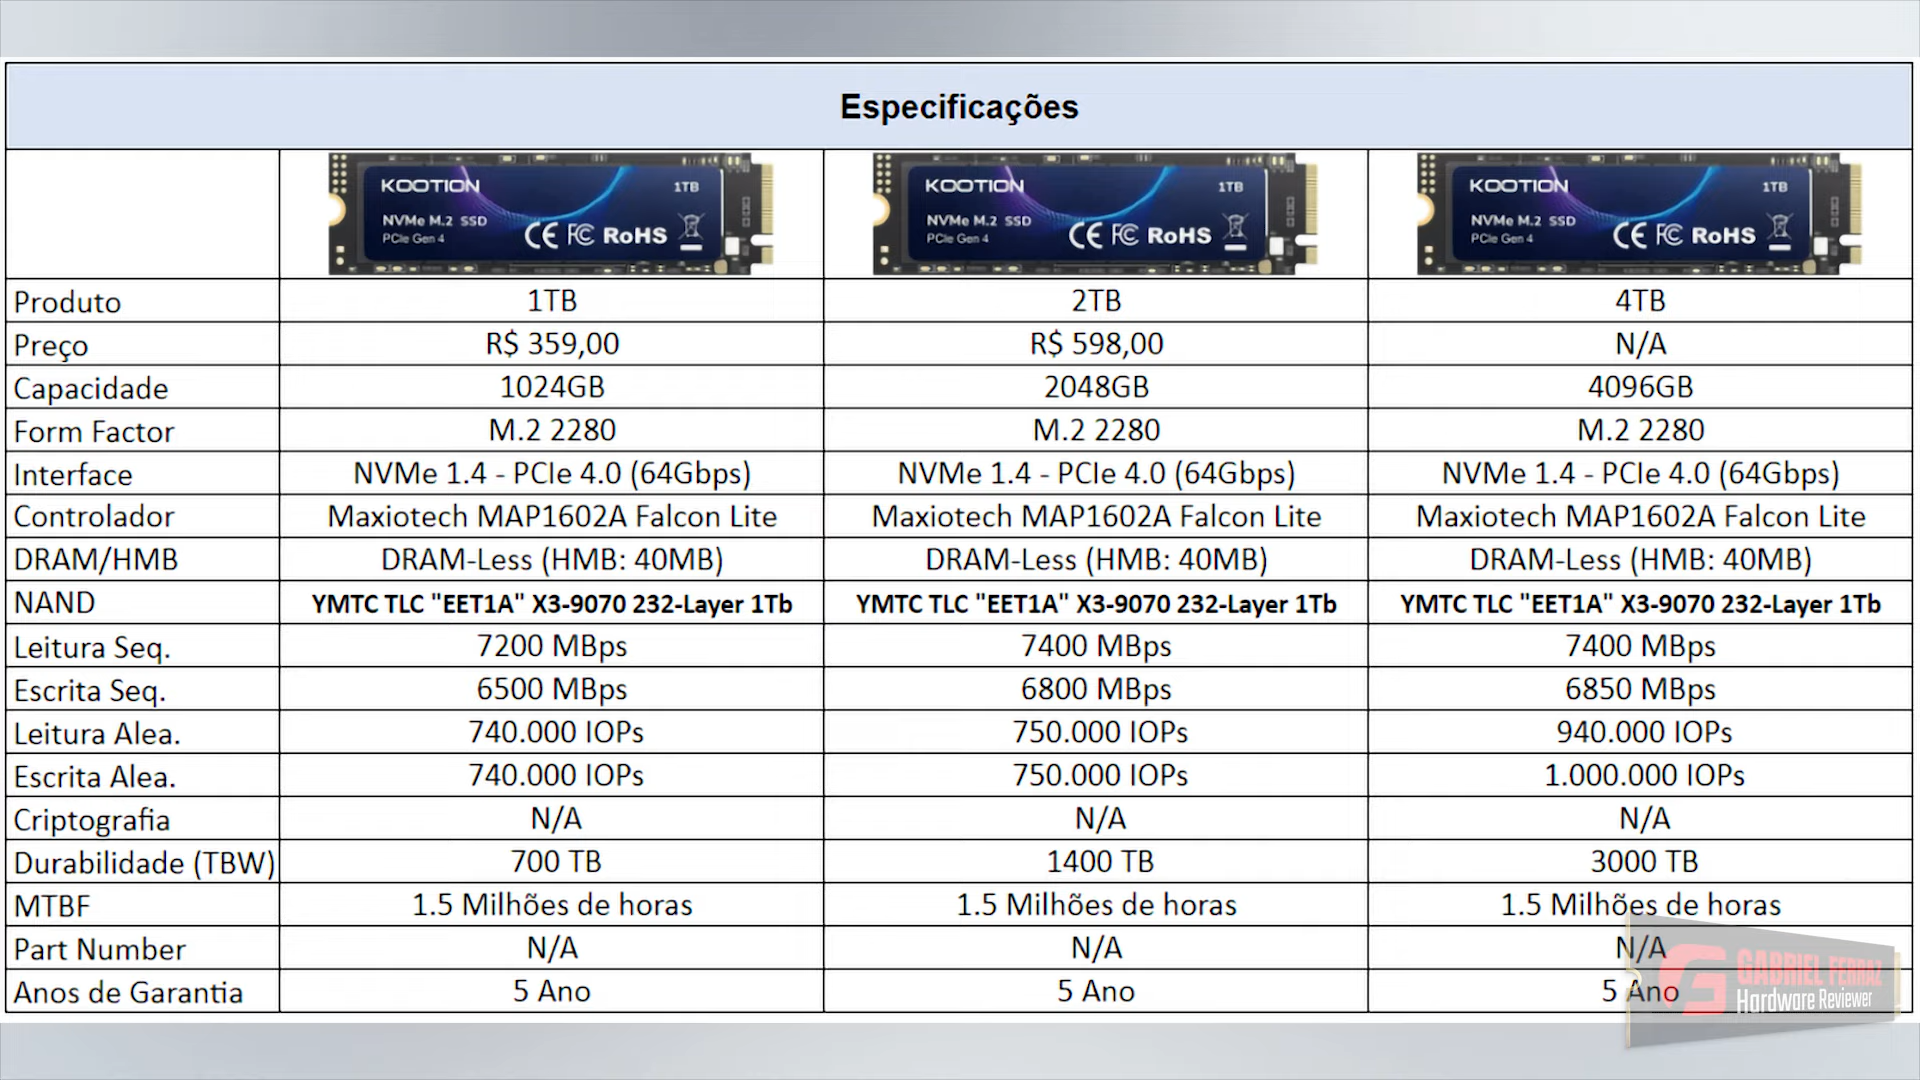 Especificações
KOOTION 1TB
NVMe M.2 SSD
PCIe Gen 4
CE FC RoHS
KOOTION 1TB
NVMe M.2 SSD
PCIe Gen 4
CE FC RoHS
KOOTION 1TB
NVMe M.2 SSD
PCIe Gen 4
CE FC RoHS
Produto 1TB 2TB 4TB
Preço R$ 359,00 R$ 598,00 N/A
Capacidade 1024GB 2048GB 4096GB
Form Factor M.2 2280 M.2 2280 M.2 2280
Interface NVMe 1.4 - PCIe 4.0 (64Gbps) NVMe 1.4 - PCIe 4.0 (64Gbps) NVMe 1.4 - PCIe 4.0 (64Gbps)
Controlador Maxiotech MAP1602A Falcon Lite Maxiotech MAP1602A Falcon Lite Maxiotech MAP1602A Falcon Lite
DRAM/HMB DRAM-Less (HMB: 40MB) DRAM-Less (HMB: 40MB) DRAM-Less (HMB: 40MB)
NAND YMTC TLC "EET1A" X3-9070 232-Layer 1Tb YMTC TLC "EET1A" X3-9070 232-Layer 1Tb YMTC TLC "EET1A" X3-9070 232-Layer 1Tb
Leitura Seq. 7200 MBps 7400 MBps 7400 MBps
Escrita Seq. 6500 MBps 6800 MBps 6850 MBps
Leitura Alea. 740.000 IOPs 750.000 IOPs 940.000 IOPs
Escrita Alea. 740.000 IOPs 750.000 IOPs 1.000.000 IOPs
Criptografia N/A N/A N/A
Durabilidade (TBW) 700 TB 1400 TB 3000 TB
MTBF 1.5 Milhões de horas 1.5 Milhões de horas 1.5 Milhões de horas
Part Number N/A N/A N/A
Anos de Garantia 5 Ano 5 Ano 5 Ano
GABRIEL FERRAZ
Hardware Reviewer